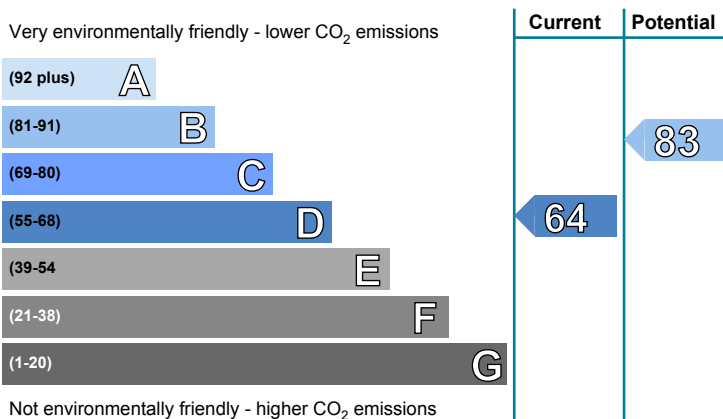 Very environmentally friendly - lower CO2 emissions
Current
Potential
(92 plus) A
(81-91) B
83
(69-80) C
(55-68) D
64
(39-54 E
(21-38) F
(1-20) G
Not environmentally friendly - higher CO2 emissions